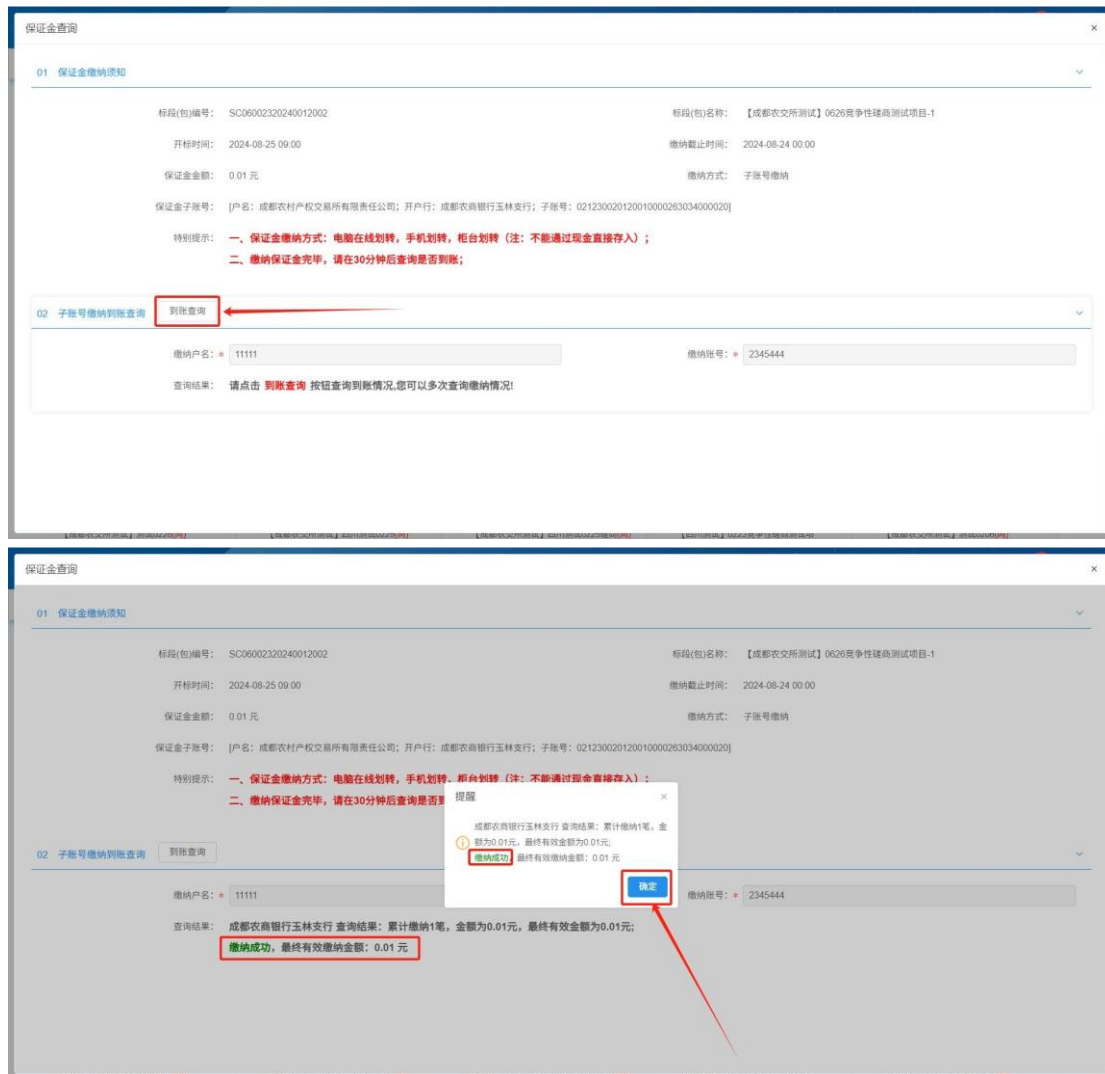 保证金查询
×
01 保证金缴纳须知
标段(包)编号： SC06002320240012002 标段(包)名称： 【成都农交所测试】0626竞争性磋商测试项目-1
开标时间： 2024-08-25 09:00 缴纳截止时间： 2024-08-24 00:00
保证金金额： 0.01 元 缴纳方式： 子账号缴纳
保证金子账号： [户名：成都农村产权交易所有限责任公司；开户行：成都农商银行玉林支行；子账号：021230020120010000263034000020]
特别提示： 一、保证金缴纳方式：电脑在线划转，手机划转，柜台划转（注：不能通过现金直接存入）；
二、缴纳保证金完毕，请在30分钟后查询是否到账；
02 子账号缴纳到账查询 到账查询
缴纳户名：* 11111 缴纳账号：* 2345444
查询结果： 请点击 到账查询 按钮查询到账情况,您可以多次查询缴纳情况!
保证金查询
×
01 保证金缴纳须知
标段(包)编号： SC06002320240012002 标段(包)名称： 【成都农交所测试】0626竞争性磋商测试项目-1
开标时间： 2024-08-25 09:00 缴纳截止时间： 2024-08-24 00:00
保证金金额： 0.01 元 缴纳方式： 子账号缴纳
保证金子账号： [户名：成都农村产权交易所有限责任公司；开户行：成都农商银行玉林支行；子账号：021230020120010000263034000020]
特别提示： 一、保证金缴纳方式：电脑在线划转，手机划转，柜台划转（注：不能通过现金直接存入）；
二、缴纳保证金完毕，请在30分钟后查询是否到
提醒 ×
成都农商银行玉林支行 查询结果：累计缴纳1笔，金
额为0.01元，最终有效金额为0.01元;
缴纳成功，最终有效缴纳金额：0.01 元
确定
02 子账号缴纳到账查询 到账查询
缴纳户名：* 11111 缴纳账号：* 2345444
查询结果： 成都农商银行玉林支行 查询结果：累计缴纳1笔，金额为0.01元，最终有效金额为0.01元;
缴纳成功，最终有效缴纳金额：0.01 元